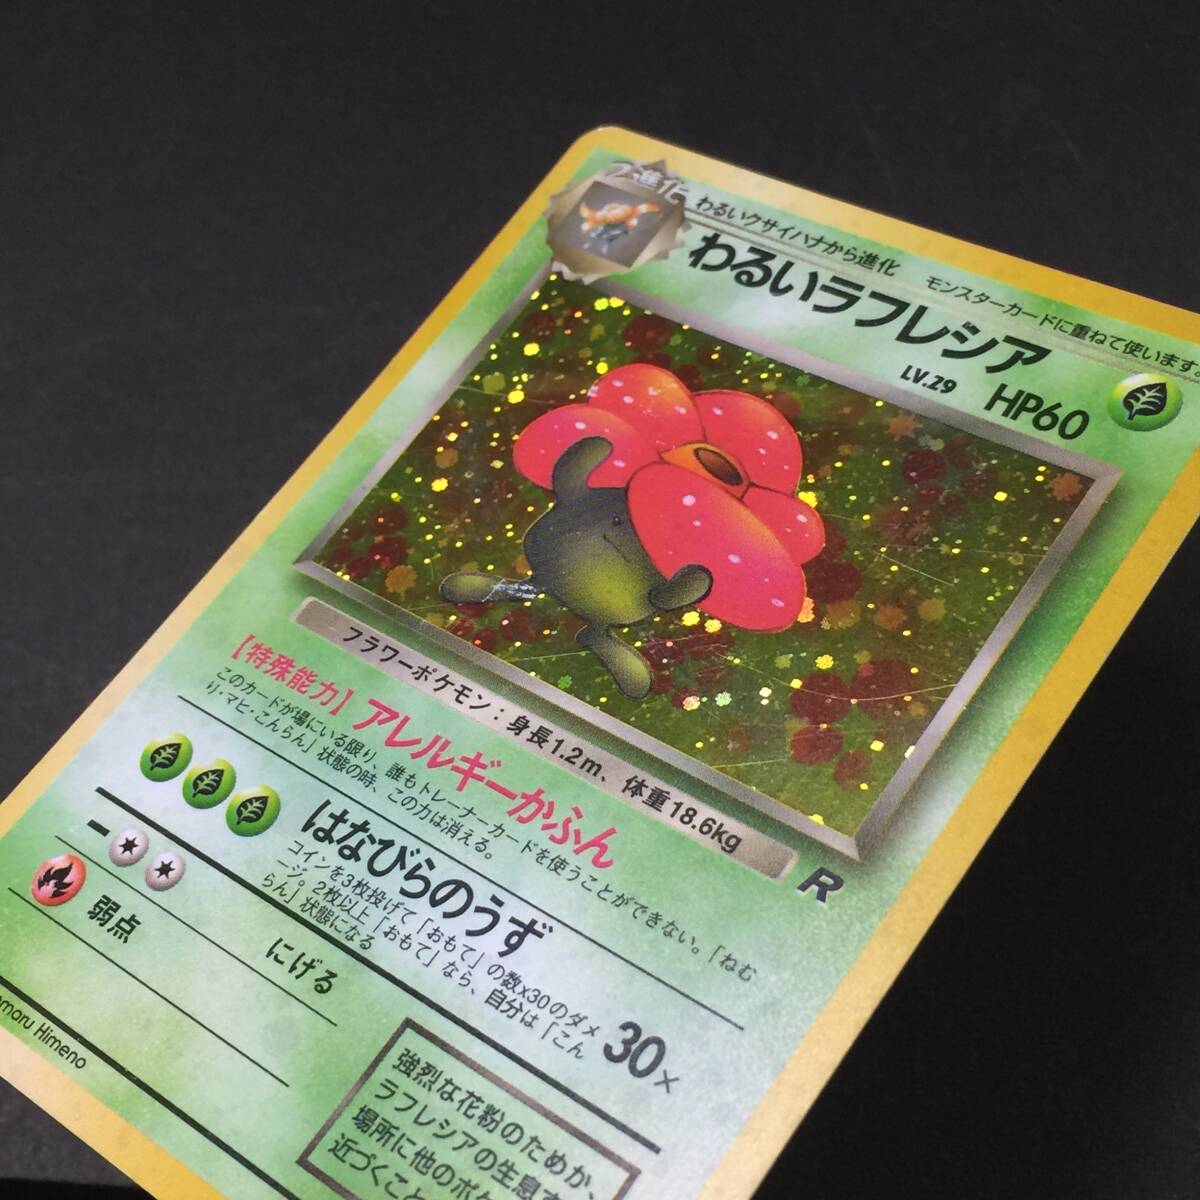 2進化
わるいクサイハナから進化 モンスターカードに重ねて使います。
わるいラフレシア
LV.29 HP60
フラワーポケモン：身長1.2m、体重18.6kg
R
【特殊能力】アレルギーかふん
このカードが場にいる限り、誰もトレーナーカードを使うことができない。「ねむ
り・マヒ・こんらん」状態の時、この力は消える。
はなびらのうず
コインを3枚投げて「おもて」の数x30のダメ
ージ。2枚以上「おもて」なら、自分は「こん
らん」状態になる
30×
弱点
にげる
maru Himeno
強烈な花粉のためか、
ラフレシアの生息す
場所に他のポケ
近づくこと